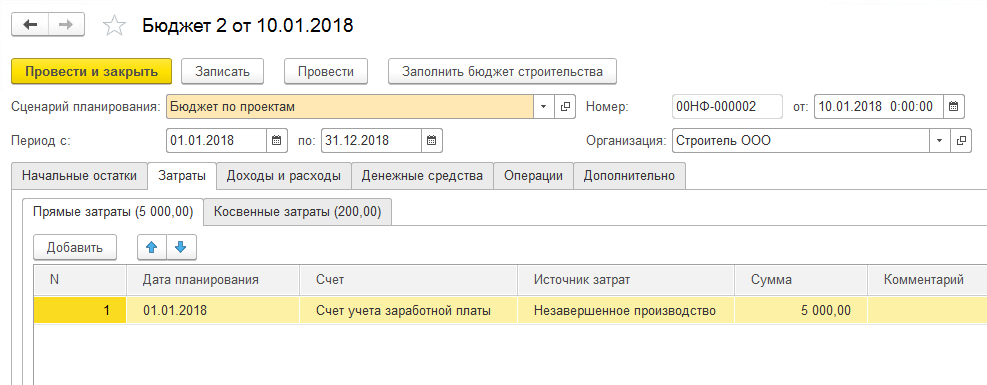 Бюджет 2 от 10.01.2018
Провести и закрыть Записать Провести Заполнить бюджет строительства
Сценарий планирования: Бюджет по проектам Номер: 00НФ-000002 от: 10.01.2018 0:00:00
Период с: 01.01.2018 по: 31.12.2018 Организация: Строитель ООО
Начальные остатки Затраты Доходы и расходы Денежные средства Операции Дополнительно
Прямые затраты (5 000,00) Косвенные затраты (200,00)
Добавить
N Дата планирования Счет Источник затрат Сумма Комментарий
1 01.01.2018 Счет учета заработной платы Незавершенное производство 5 000,00